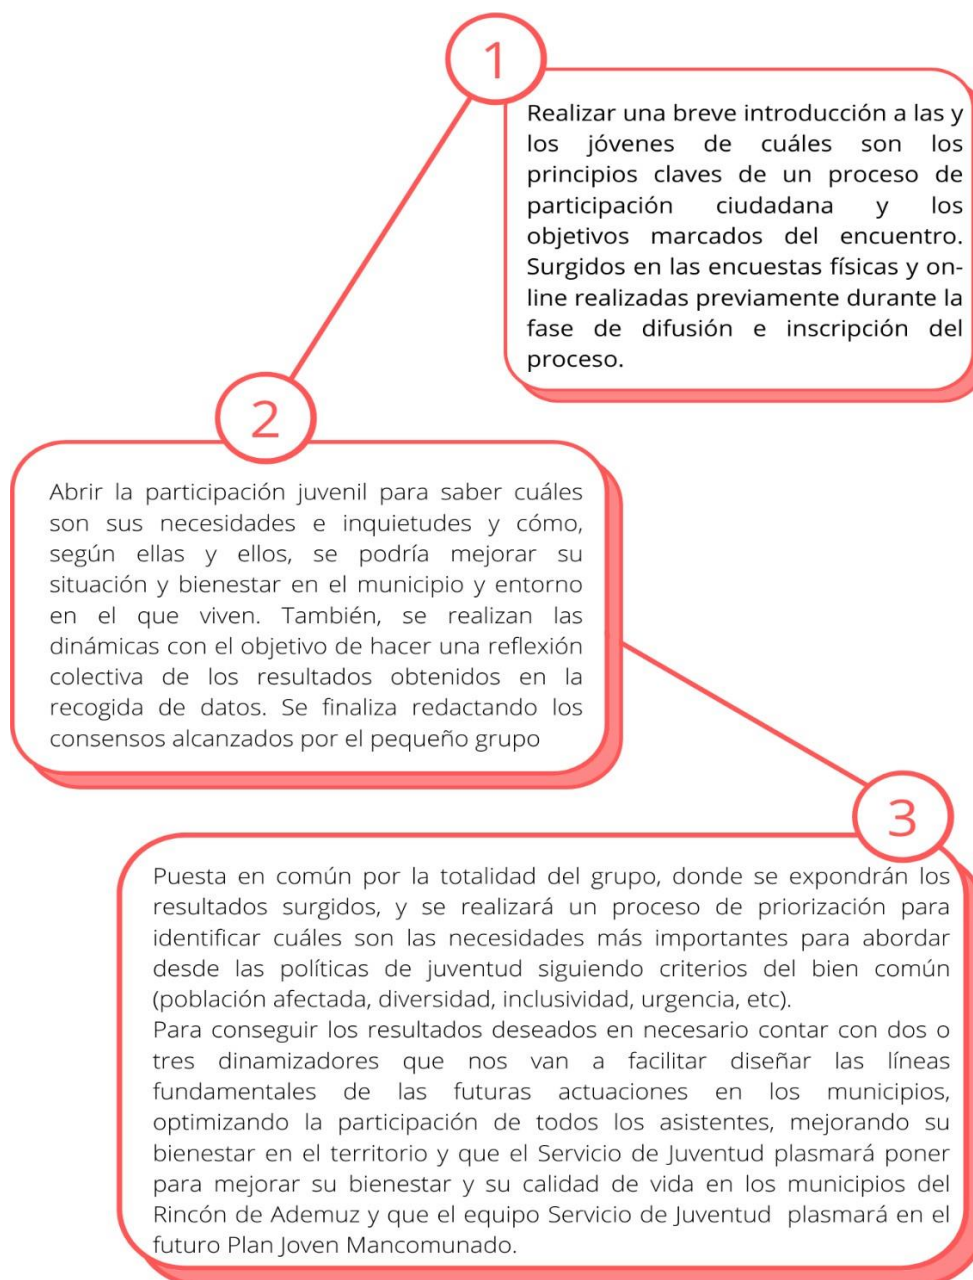 1
Realizar una breve introducción a las y
los jóvenes de cuáles son los
principios claves de un proceso de
participación ciudadana y los
objetivos marcados del encuentro.
Surgidos en las encuestas físicas y on-
line realizadas previamente durante la
fase de difusión e inscripción del
proceso.
2
Abrir la participación juvenil para saber cuáles
son sus necesidades e inquietudes y cómo,
según ellas y ellos, se podría mejorar su
situación y bienestar en el municipio y entorno
en el que viven. También, se realizan las
dinámicas con el objetivo de hacer una reflexión
colectiva de los resultados obtenidos en la
recogida de datos. Se finaliza redactando los
consensos alcanzados por el pequeño grupo
3
Puesta en común por la totalidad del grupo, donde se expondrán los
resultados surgidos, y se realizará un proceso de priorización para
identificar cuáles son las necesidades más importantes para abordar
desde las políticas de juventud siguiendo criterios del bien común
(población afectada, diversidad, inclusividad, urgencia, etc).
Para conseguir los resultados deseados en necesario contar con dos o
tres dinamizadores que nos van a facilitar diseñar las líneas
fundamentales de las futuras actuaciones en los municipios,
optimizando la participación de todos los asistentes, mejorando su
bienestar en el territorio y que el Servicio de Juventud plasmará poner
para mejorar su bienestar y su calidad de vida en los municipios del
Rincón de Ademuz y que el equipo Servicio de Juventud plasmará en el
futuro Plan Joven Mancomunado.